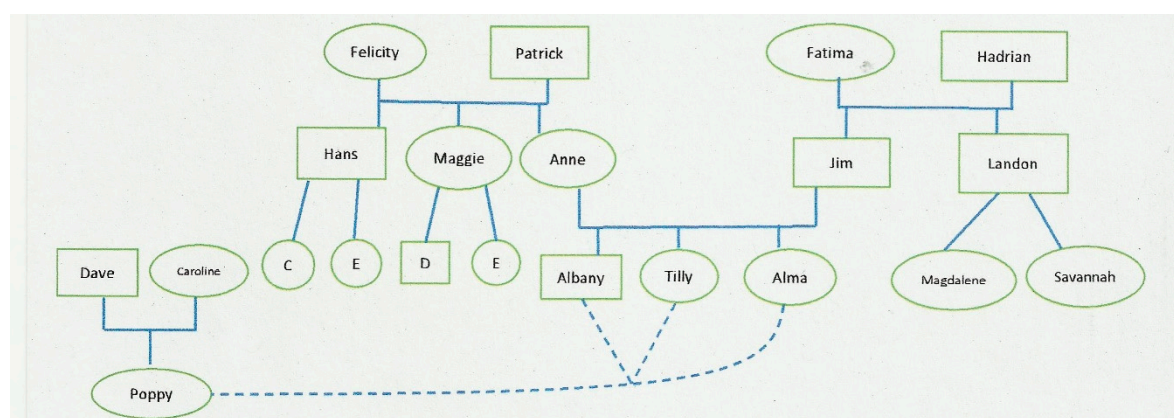 Felicity
Patrick
Fatima
Hadrian
Hans
Maggie
Anne
Jim
Landon
Dave
Caroline
C
E
D
E
Albany
Tilly
Alma
Magdalene
Savannah
Poppy